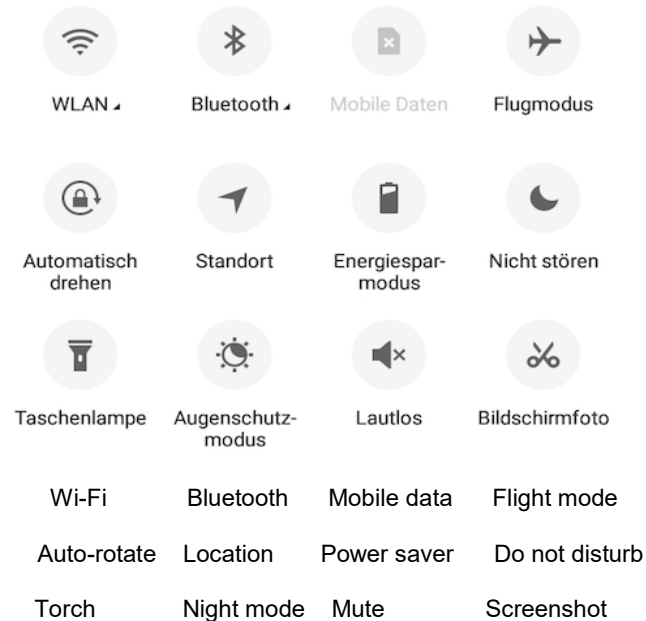 WLAN Bluetooth Mobile Daten Flugmodus
Automatisch drehen Standort Energiespar-modus Nicht stören
Taschenlampe Augenschutz-modus Lautlos Bildschirmfoto
Wi-Fi Bluetooth Mobile data Flight mode
Auto-rotate Location Power saver Do not disturb
Torch Night mode Mute Screenshot